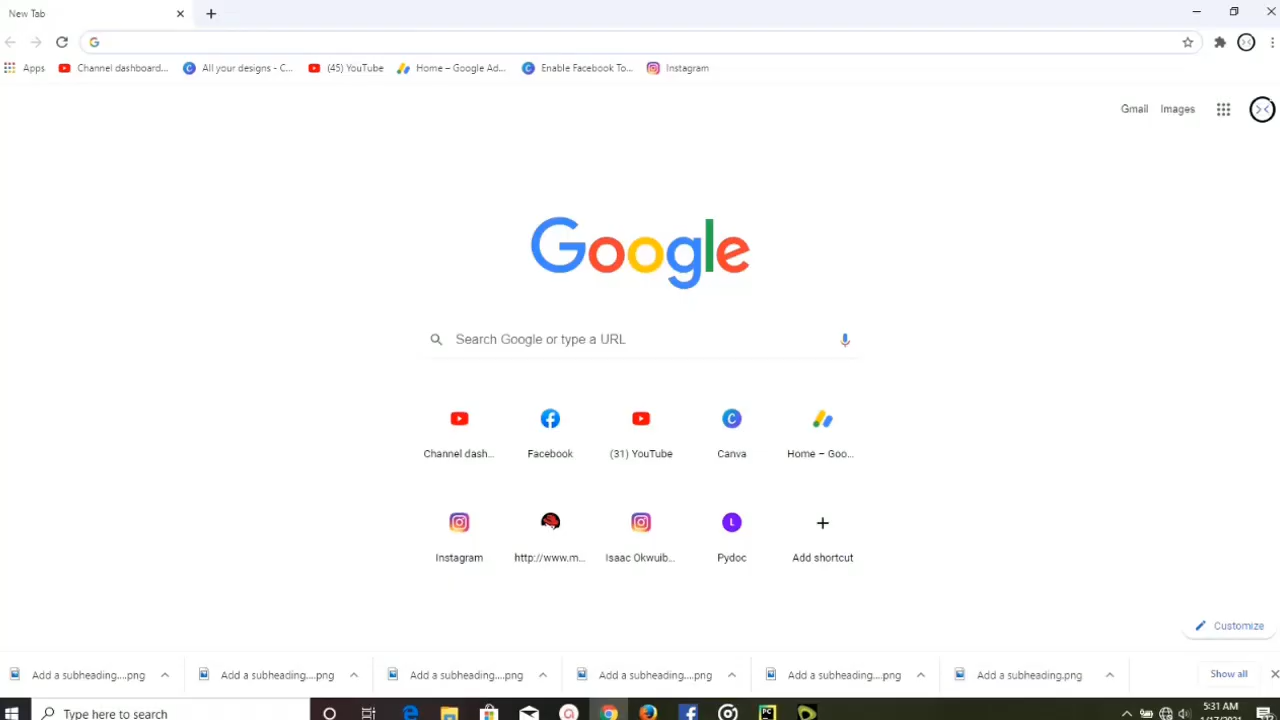 New Tab
Apps
Channel dashboard...
All your designs - C...
(45) YouTube
Home – Google Ad...
Enable Facebook To...
Instagram
Gmail
Images
Google
Search Google or type a URL
Channel dash...
Facebook
(31) YouTube
Canva
Home – Goo...
Instagram
http://www.m...
Isaac Okwuib...
L
Pydoc
Add shortcut
Customize
Add a subheading....png
Add a subheading....png
Add a subheading....png
Add a subheading....png
Add a subheading....png
Add a subheading.png
Show all
Type here to search
5:31 AM